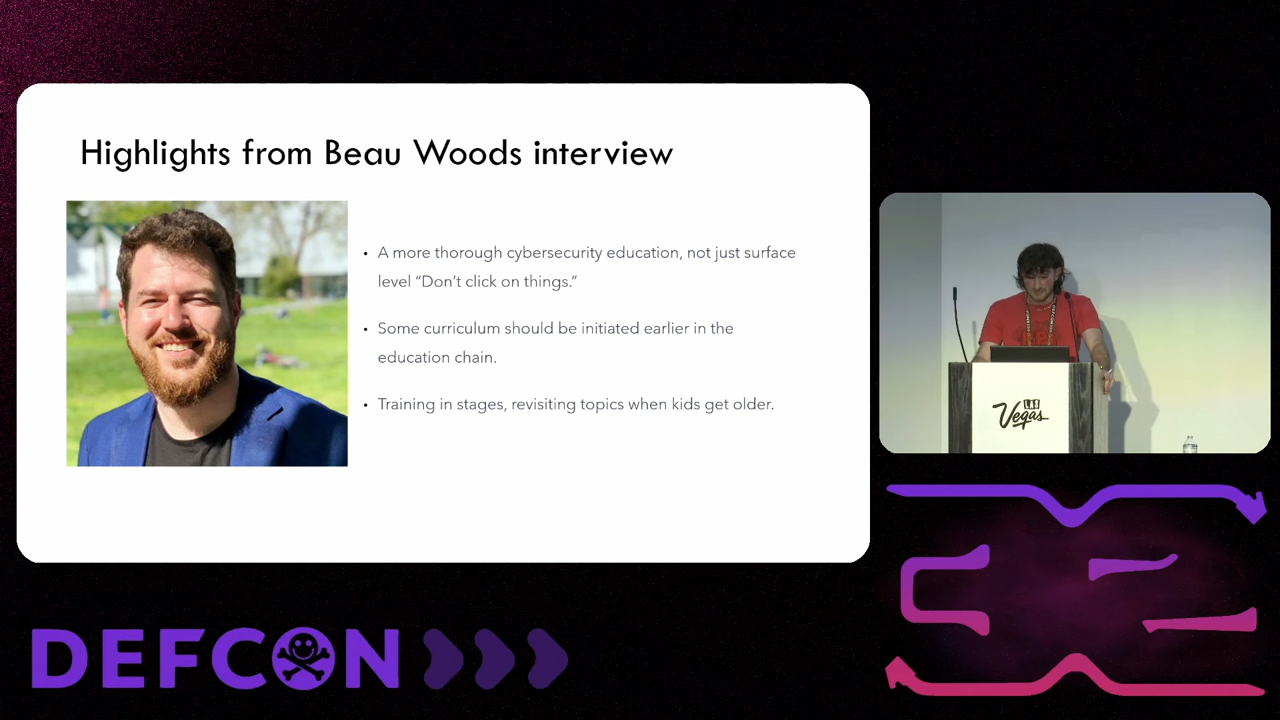 Highlights from Beau Woods interview
• A more thorough cybersecurity education, not just surface
level “Don’t click on things.”
• Some curriculum should be initiated earlier in the
education chain.
• Training in stages, revisiting topics when kids get older.
LAS
Vegas
DEFCON